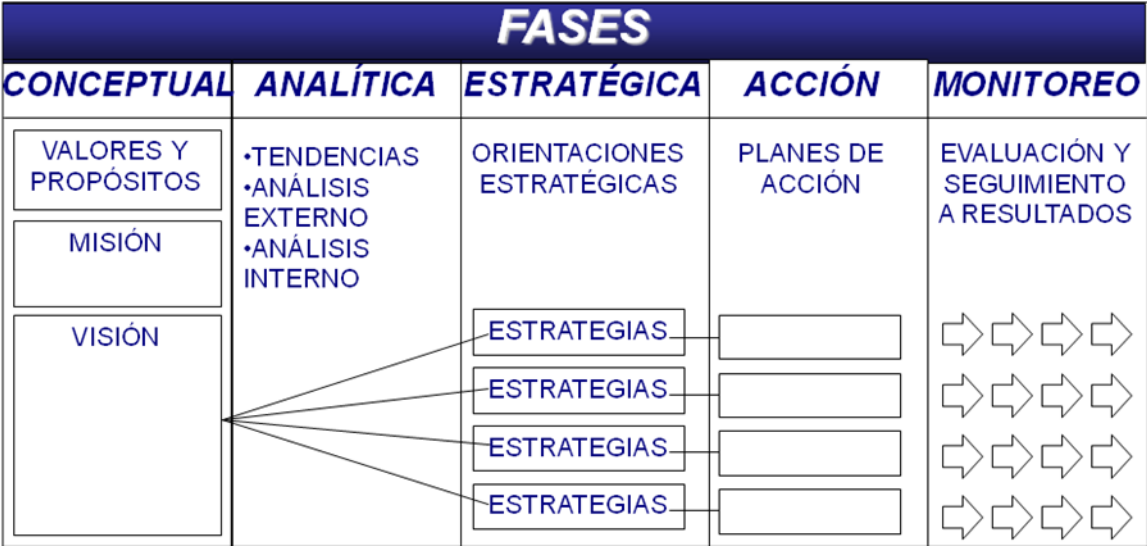 FASES
CONCEPTUAL
ANALÍTICA
ESTRATÉGICA
ACCIÓN
MONITOREO
VALORES Y
PROPÓSITOS
MISIÓN
VISIÓN
•TENDENCIAS
•ANÁLISIS
EXTERNO
•ANÁLISIS
INTERNO
ORIENTACIONES
ESTRATÉGICAS
ESTRATEGIAS
ESTRATEGIAS
ESTRATEGIAS
ESTRATEGIAS
PLANES DE
ACCIÓN
EVALUACIÓN Y
SEGUIMIENTO
A RESULTADOS